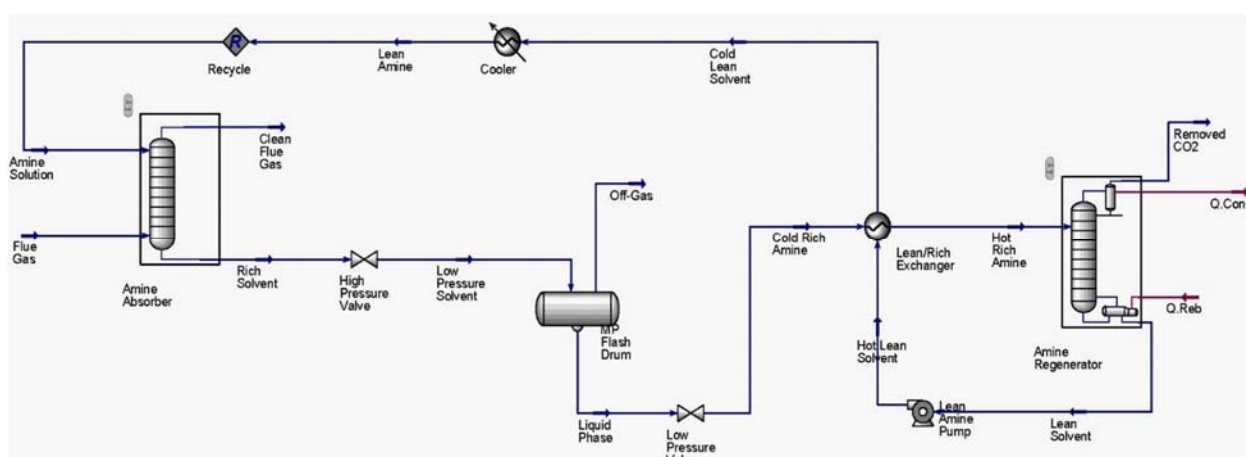 R
Recycle
Lean
Amine
Cooler
Cold
Lean
Solvent
Clean
Flue
Gas
Amine
Solution
Removed
CO2
Off-Gas
Q.Con
Flue
Gas
Rich
Solvent
High
Pressure
Valve
Low
Pressure
Solvent
Cold Rich
Amine
Lean/Rich
Exchanger
Hot
Rich
Amine
Amine
Absorber
Q.Reb
MP
Flash
Drum
Hot Lean
Solvent
Amine
Regenerator
Liquid
Phase
Low
Pressure
Lean
Amine
Pump
Lean
Solvent